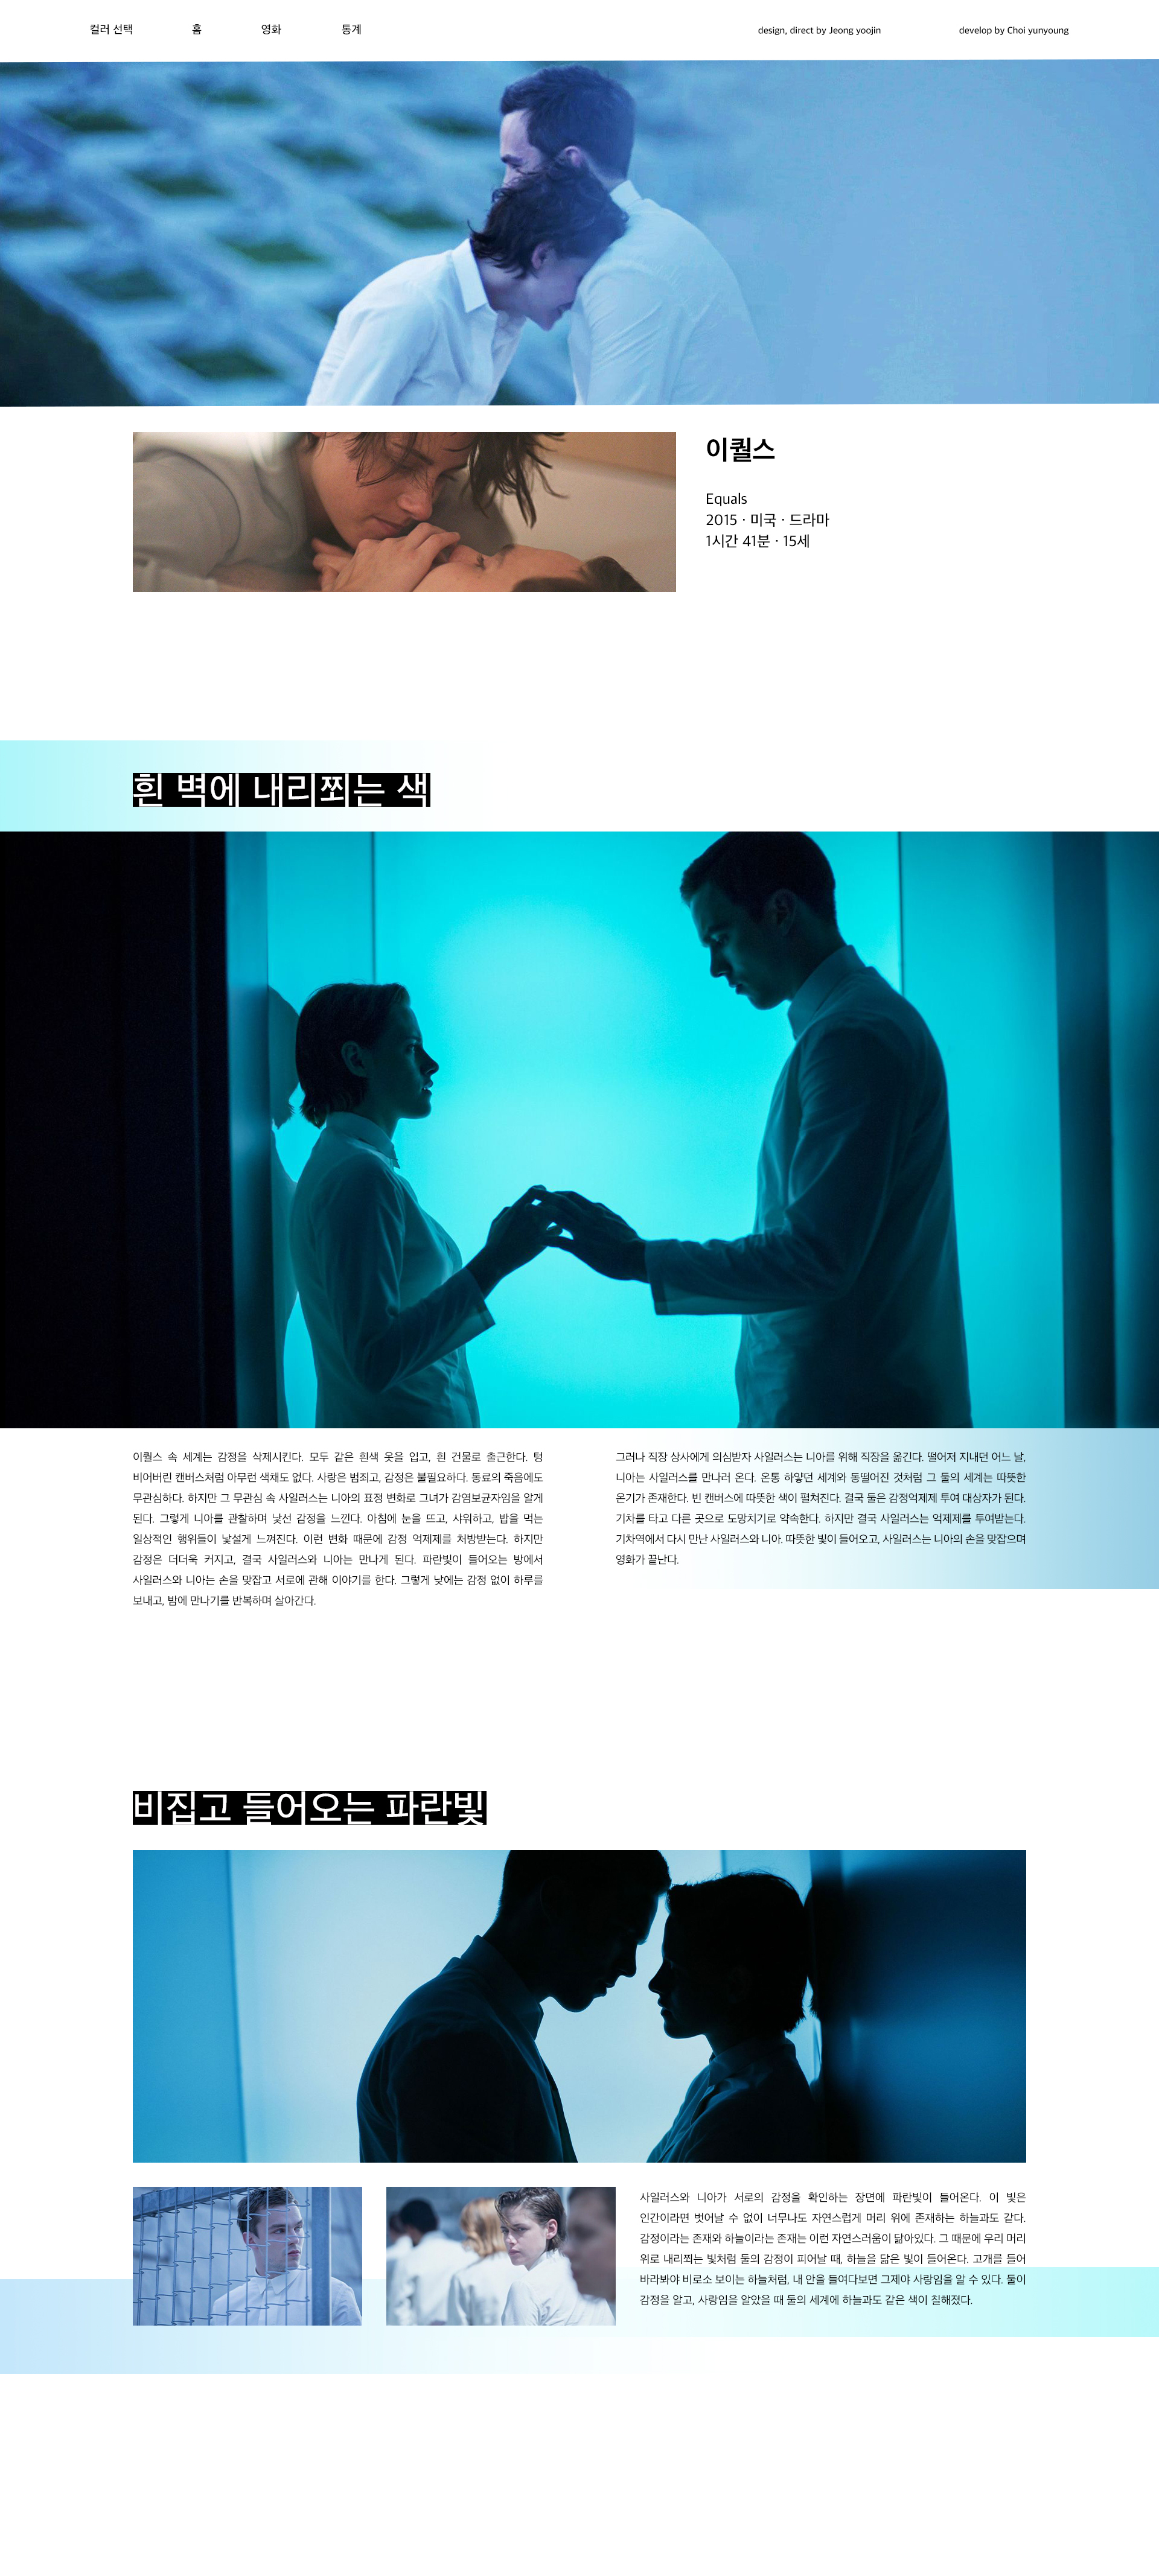 컬러 선택 홈 영화 통계 design, direct by Jeong yoojin develop by Choi yunyoung
이퀄스
Equals
2015 · 미국 · 드라마
1시간 41분 · 15세
흰 벽에 내리쬐는 색
이퀄스 속 세계는 감정을 삭제시킨다. 모두 같은 흰색 옷을 입고, 흰 건물로 출근한다. 텅
비어버린 캔버스처럼 아무런 색채도 없다. 사랑은 범죄고, 감정은 불필요하다. 동료의 죽음에도
무관심하다. 하지만 그 무관심 속 사일러스는 니아의 표정 변화로 그녀가 감염보균자임을 알게
된다. 그렇게 니아를 관찰하며 낯선 감정을 느낀다. 아침에 눈을 뜨고, 샤워하고, 밥을 먹는
일상적인 행위들이 낯설게 느껴진다. 이런 변화 때문에 감정 억제제를 처방받는다. 하지만
감정은 더더욱 커지고, 결국 사일러스와 니아는 만나게 된다. 파란빛이 들어오는 방에서
사일러스와 니아는 손을 맞잡고 서로에 관해 이야기를 한다. 그렇게 낮에는 감정 없이 하루를
보내고, 밤에 만나기를 반복하며 살아간다.
그러나 직장 상사에게 의심받자 사일러스는 니아를 위해 직장을 옮긴다. 떨어저 지내던 어느 날,
니아는 사일러스를 만나러 온다. 온통 하얗던 세계와 동떨어진 것처럼 그 둘의 세계는 따뜻한
온기가 존재한다. 빈 캔버스에 따뜻한 색이 펼쳐진다. 결국 둘은 감정억제제 투여 대상자가 된다.
기차를 타고 다른 곳으로 도망치기로 약속한다. 하지만 결국 사일러스는 억제제를 투여받는다.
기차역에서 다시 만난 사일러스와 니아. 따뜻한 빛이 들어오고, 사일러스는 니아의 손을 맞잡으며
영화가 끝난다.
비집고 들어오는 파란빛
사일러스와 니아가 서로의 감정을 확인하는 장면에 파란빛이 들어온다. 이 빛은
인간이라면 벗어날 수 없이 너무나도 자연스럽게 머리 위에 존재하는 하늘과도 같다.
감정이라는 존재와 하늘이라는 존재는 이런 자연스러움이 닮아있다. 그 때문에 우리 머리
위로 내리쬐는 빛처럼 둘의 감정이 피어날 때, 하늘을 닮은 빛이 들어온다. 고개를 들어
바라봐야 비로소 보이는 하늘처럼, 내 안을 들여다보면 그제야 사랑임을 알 수 있다. 둘이
감정을 알고, 사랑임을 알았을 때 둘의 세계에 하늘과도 같은 색이 칠해졌다.